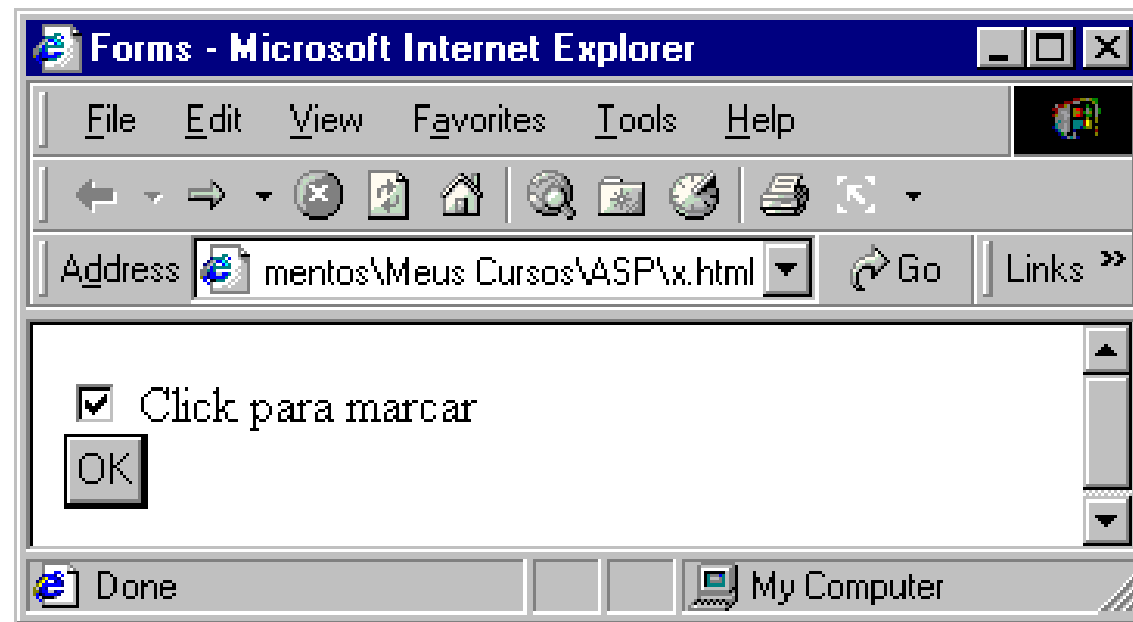 Forms - Microsoft Internet Explorer
File Edit View Favorites Tools Help
Address mentos\Meus Cursos\ASP\x.html Go Links »
Click para marcar
OK
Done My Computer